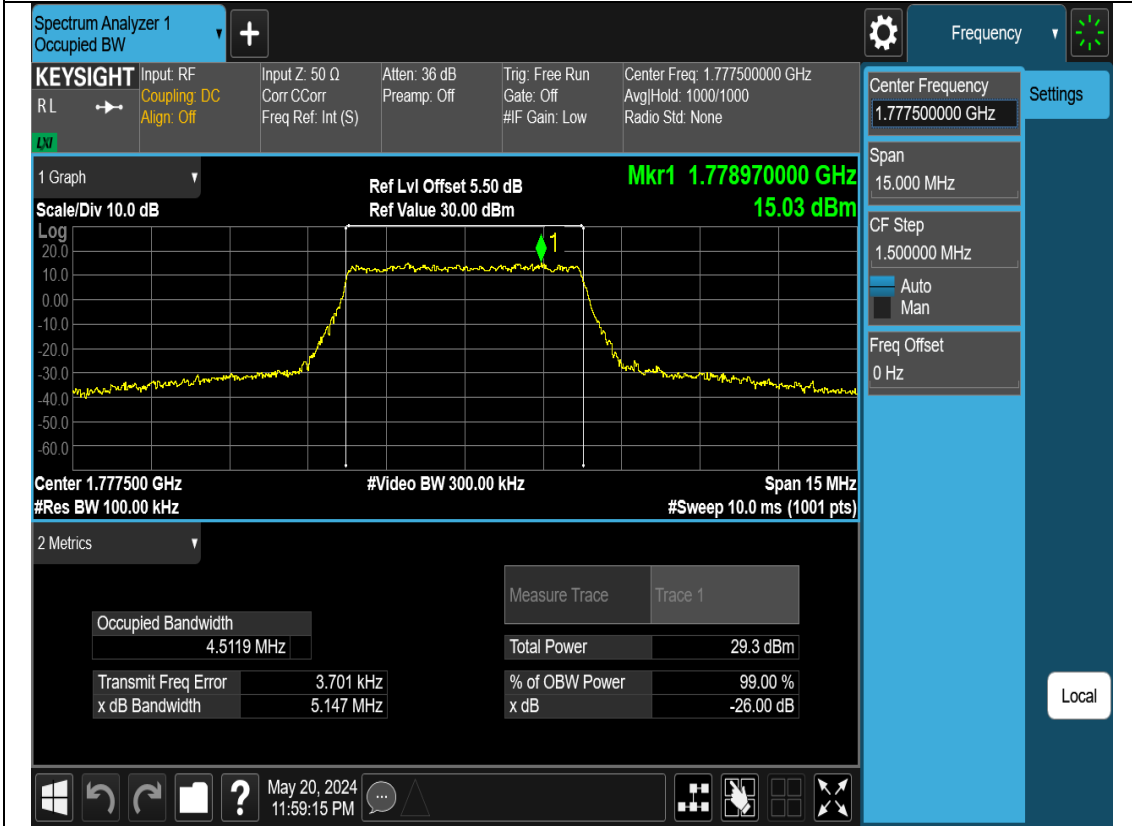 Spectrum Analyzer 1
Occupied BW
Frequency
KEYSIGHT
R L
LXI
Input: RF
Coupling: DC
Align: Off
Input Z: 50 Ω
Corr CCorr
Freq Ref: Int (S)
Atten: 36 dB
Preamp: Off
Trig: Free Run
Gate: Off
#IF Gain: Low
Center Freq: 1.777500000 GHz
Avg|Hold: 1000/1000
Radio Std: None
Center Frequency
1.777500000 GHz
Settings
Span
15.000 MHz
CF Step
1.500000 MHz
Auto
Man
Freq Offset
0 Hz
Local
1 Graph
Scale/Div 10.0 dB
Ref Lvl Offset 5.50 dB
Ref Value 30.00 dBm
Mkr1 1.778970000 GHz
15.03 dBm
Log
1
20.0
10.0
0.00
-10.0
-20.0
-30.0
-40.0
-50.0
-60.0
Center 1.777500 GHz
#Video BW 300.00 kHz
Span 15 MHz
#Res BW 100.00 kHz
#Sweep 10.0 ms (1001 pts)
2 Metrics
Measure Trace
Trace 1
Occupied Bandwidth
4.5119 MHz
Total Power
29.3 dBm
Transmit Freq Error
3.701 kHz
% of OBW Power
99.00 %
x dB Bandwidth
5.147 MHz
x dB
-26.00 dB
?
May 20, 2024
11:59:15 PM